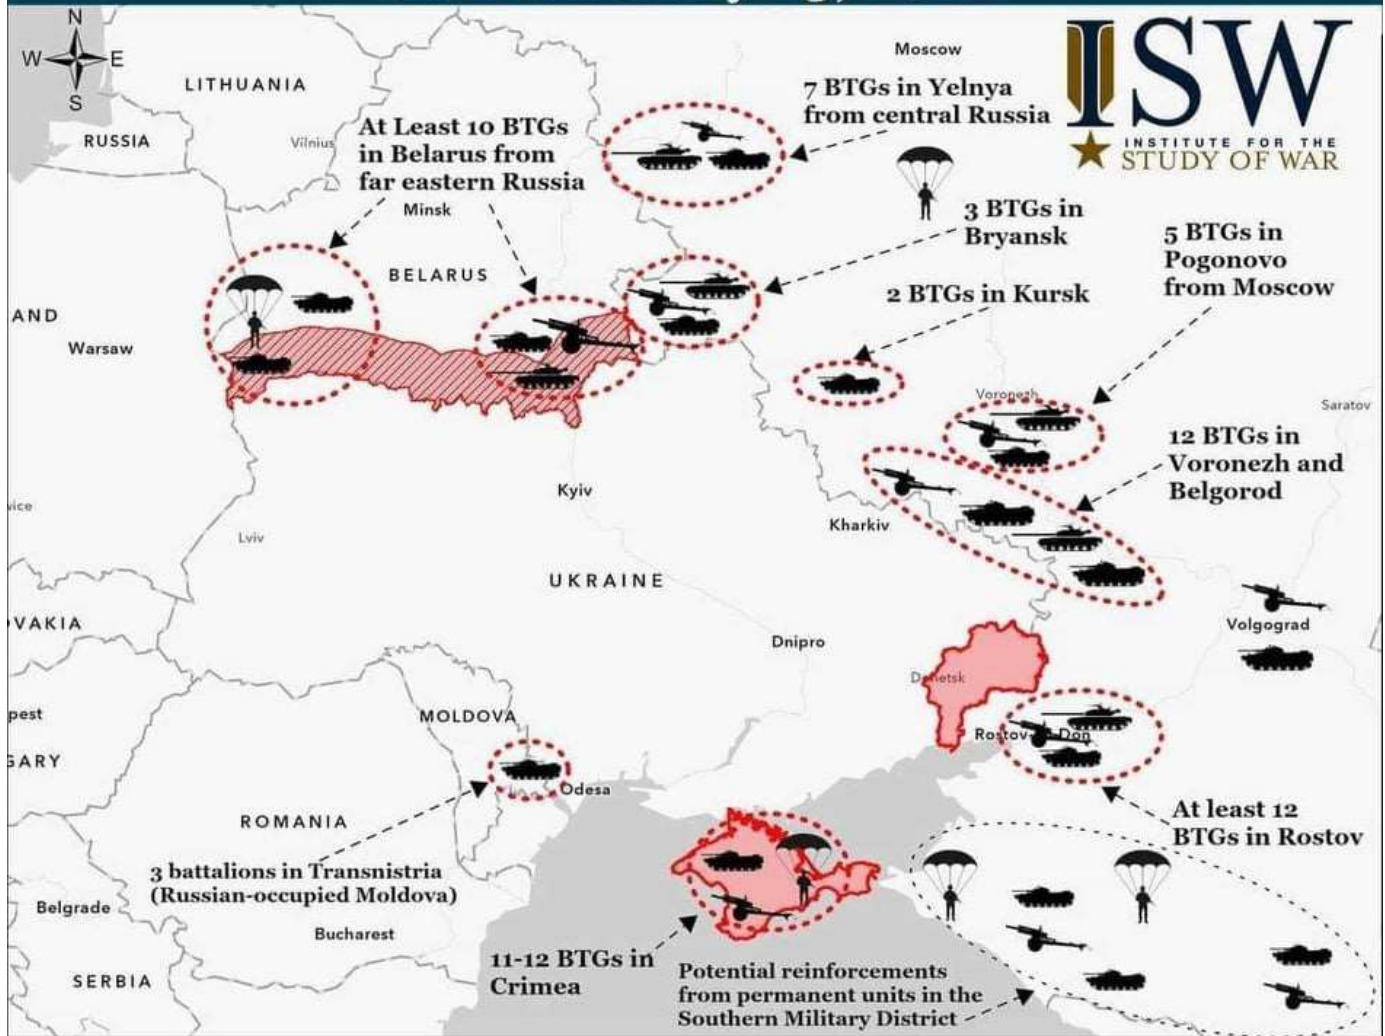 N
W
E
S
LITHUANIA
RUSSIA
Vilnius
Moscow
ISW
INSTITUTE FOR THE
STUDY OF WAR
7 BTGs in Yelnya
from central Russia
At Least 10 BTGs
in Belarus from
far eastern Russia
Minsk
BELARUS
3 BTGs in
Bryansk
5 BTGs in
Pogonovo
from Moscow
2 BTGs in Kursk
AND
Warsaw
Voronezh
Saratov
12 BTGs in
Voronezh and
Belgorod
Kyiv
Kharkiv
vice
Lviv
UKRAINE
VAKIA
Dnipro
Volgograd
Donetsk
pest
MOLDOVA
GARY
Rostov- Don
Odesa
ROMANIA
At least 12
BTGs in Rostov
3 battalions in Transnistria
(Russian-occupied Moldova)
Belgrade
Bucharest
SERBIA
11-12 BTGs in
Crimea
Potential reinforcements
from permanent units in the
Southern Military District